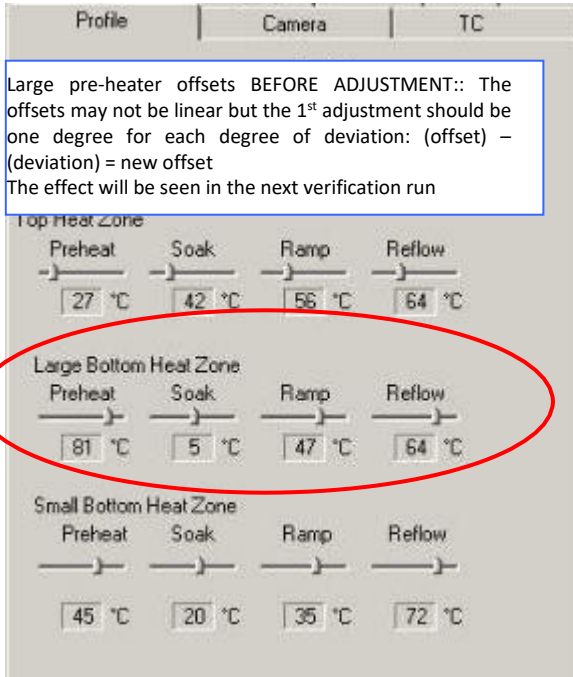 Profile Camera TC
Large pre-heater offsets BEFORE ADJUSTMENT:: The
offsets may not be linear but the 1st adjustment should be
one degree for each degree of deviation: (offset) –
(deviation) = new offset
The effect will be seen in the next verification run
Top Heat Zone
Preheat Soak Ramp Reflow
27 °C 42 °C 56 °C 64 °C
Large Bottom Heat Zone
Preheat Soak Ramp Reflow
81 °C 5 °C 47 °C 64 °C
Small Bottom Heat Zone
Preheat Soak Ramp Reflow
45 °C 20 °C 35 °C 72 °C